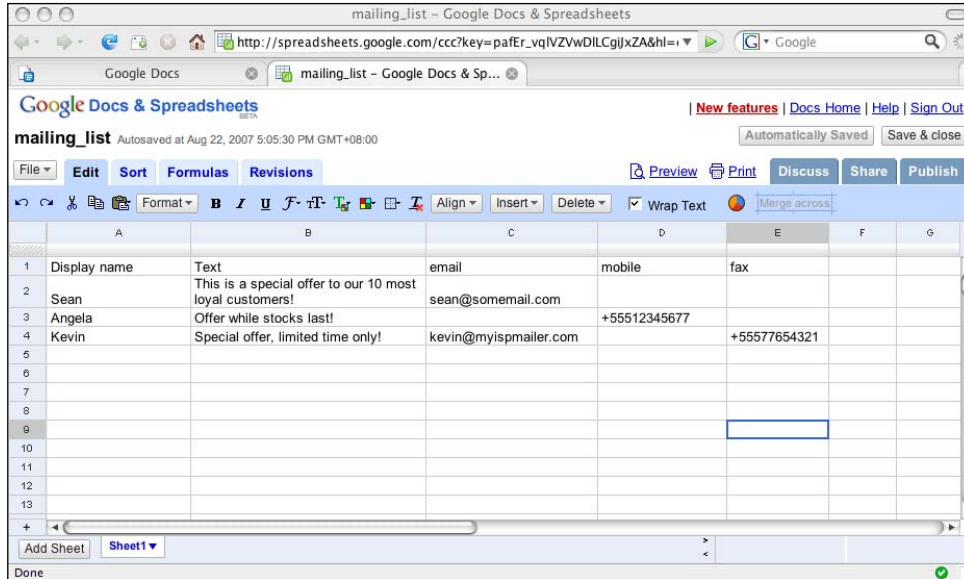 mailing_list – Google Docs & Spreadsheets
http://spreadsheets.google.com/ccc?key=pafEr_vqlVZVwDlLCgiJxZA&hl= Google
Google Docs mailing_list – Google Docs & Sp...
Google Docs & Spreadsheets
BETA
| New features | Docs Home | Help | Sign Out
mailing_list Autosaved at Aug 22, 2007 5:05:30 PM GMT+08:00 Automatically Saved Save & close
File Edit Sort Formulas Revisions Preview Print Discuss Share Publish
Format B I U F T T T Align Insert Delete Wrap Text Merge across
A B C D E F G
1 Display name Text email mobile fax
2 Sean This is a special offer to our 10 most
loyal customers! sean@somemail.com
3 Angela Offer while stocks last! +55512345677
4 Kevin Special offer, limited time only! kevin@myispmailer.com +55577654321
5
6
7
8
9
10
11
12
13
+
Add Sheet Sheet1
Done